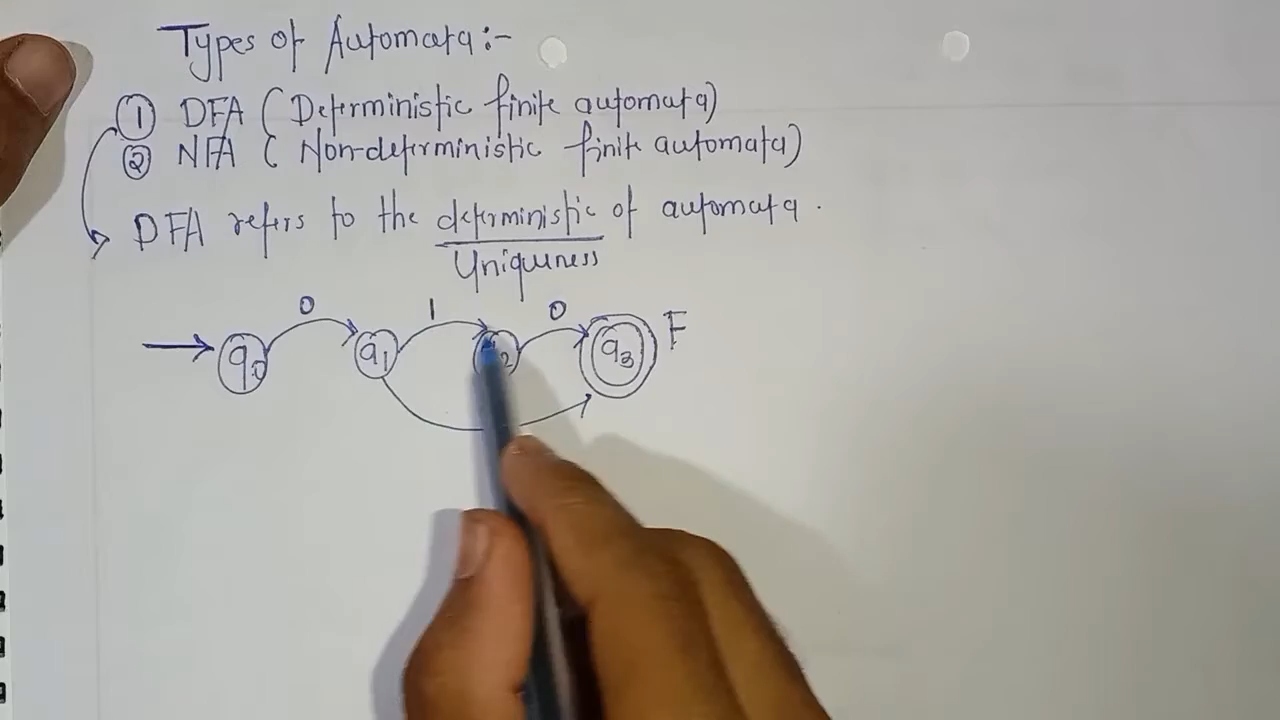 Types of Automata:-
① DFA (Deterministic finite automata)
② NFA (Non-deterministic finite automata)
DFA refers to the deterministic of automata.
Uniqueness
0 1 0
q0 q1 2 q3 F